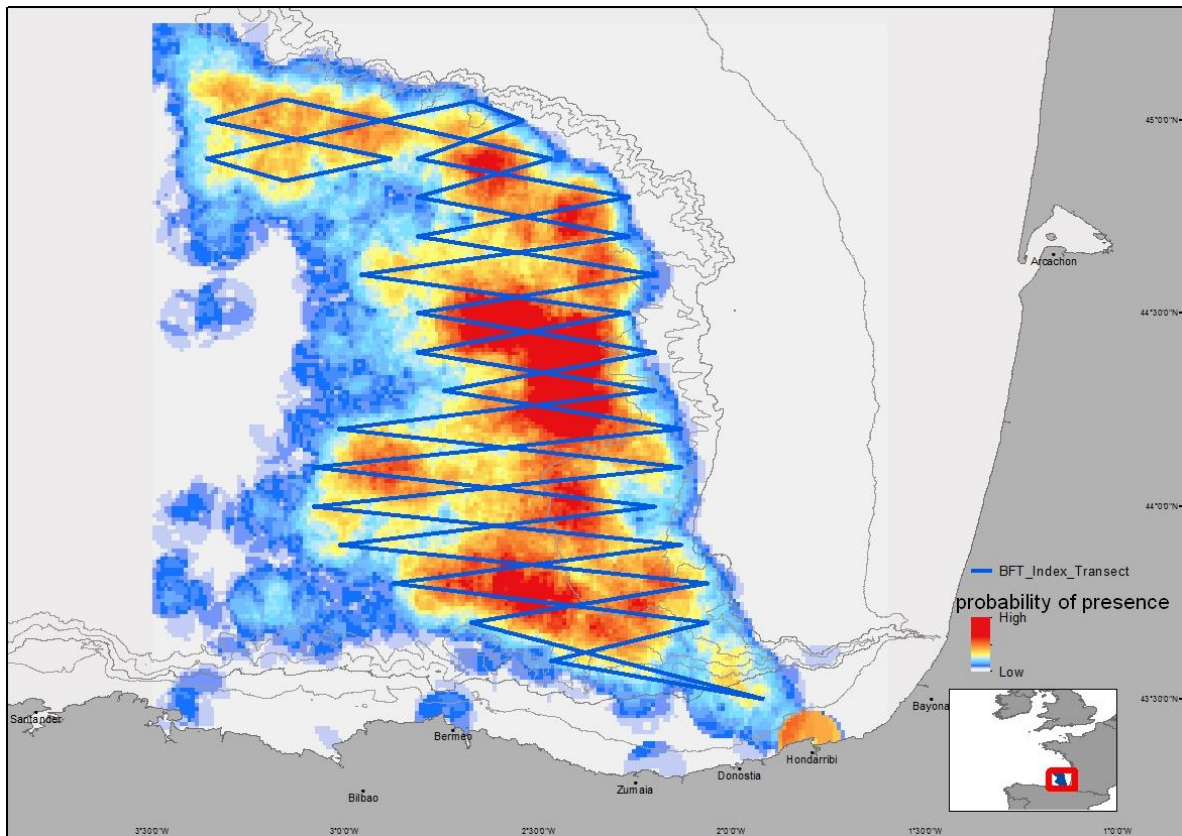 45°0'0"N
Arcachon
44°30'0"N
44°0'0"N
BFT_Index_Transect
probability of presence
High
Low
43°30'0"N
Bayona
Santander
Bermeo
Hondarribi
Donostia
Zumaia
Bilbao
3°30'0"W
3°0'0"W
2°30'0"W
2°0'0"W
1°30'0"W
1°0'0"W